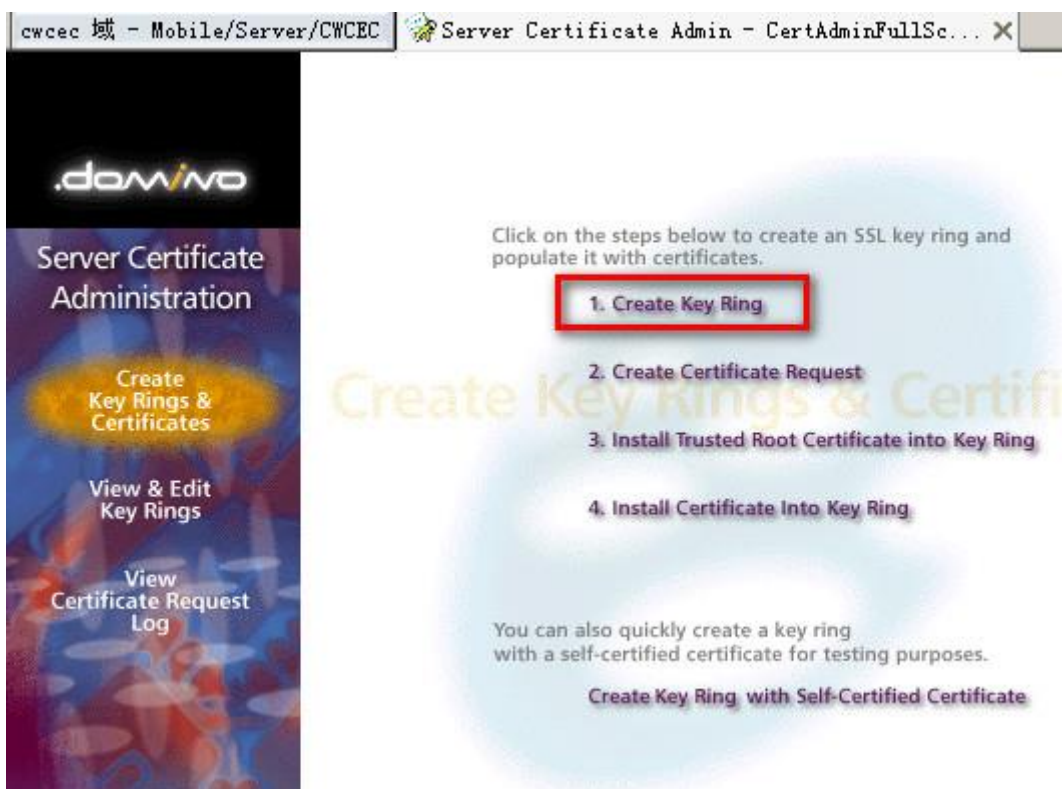 cwcec 域 - Mobile/Server/CWCEC
Server Certificate Admin - CertAdminFullSc...
.domino
Server Certificate
Administration
Create
Key Rings &
Certificates
View & Edit
Key Rings
View
Certificate Request
Log
Create Key Rings & Certifi
Click on the steps below to create an SSL key ring and
populate it with certificates.
1. Create Key Ring
2. Create Certificate Request
3. Install Trusted Root Certificate into Key Ring
4. Install Certificate Into Key Ring
You can also quickly create a key ring
with a self-certified certificate for testing purposes.
Create Key Ring with Self-Certified Certificate